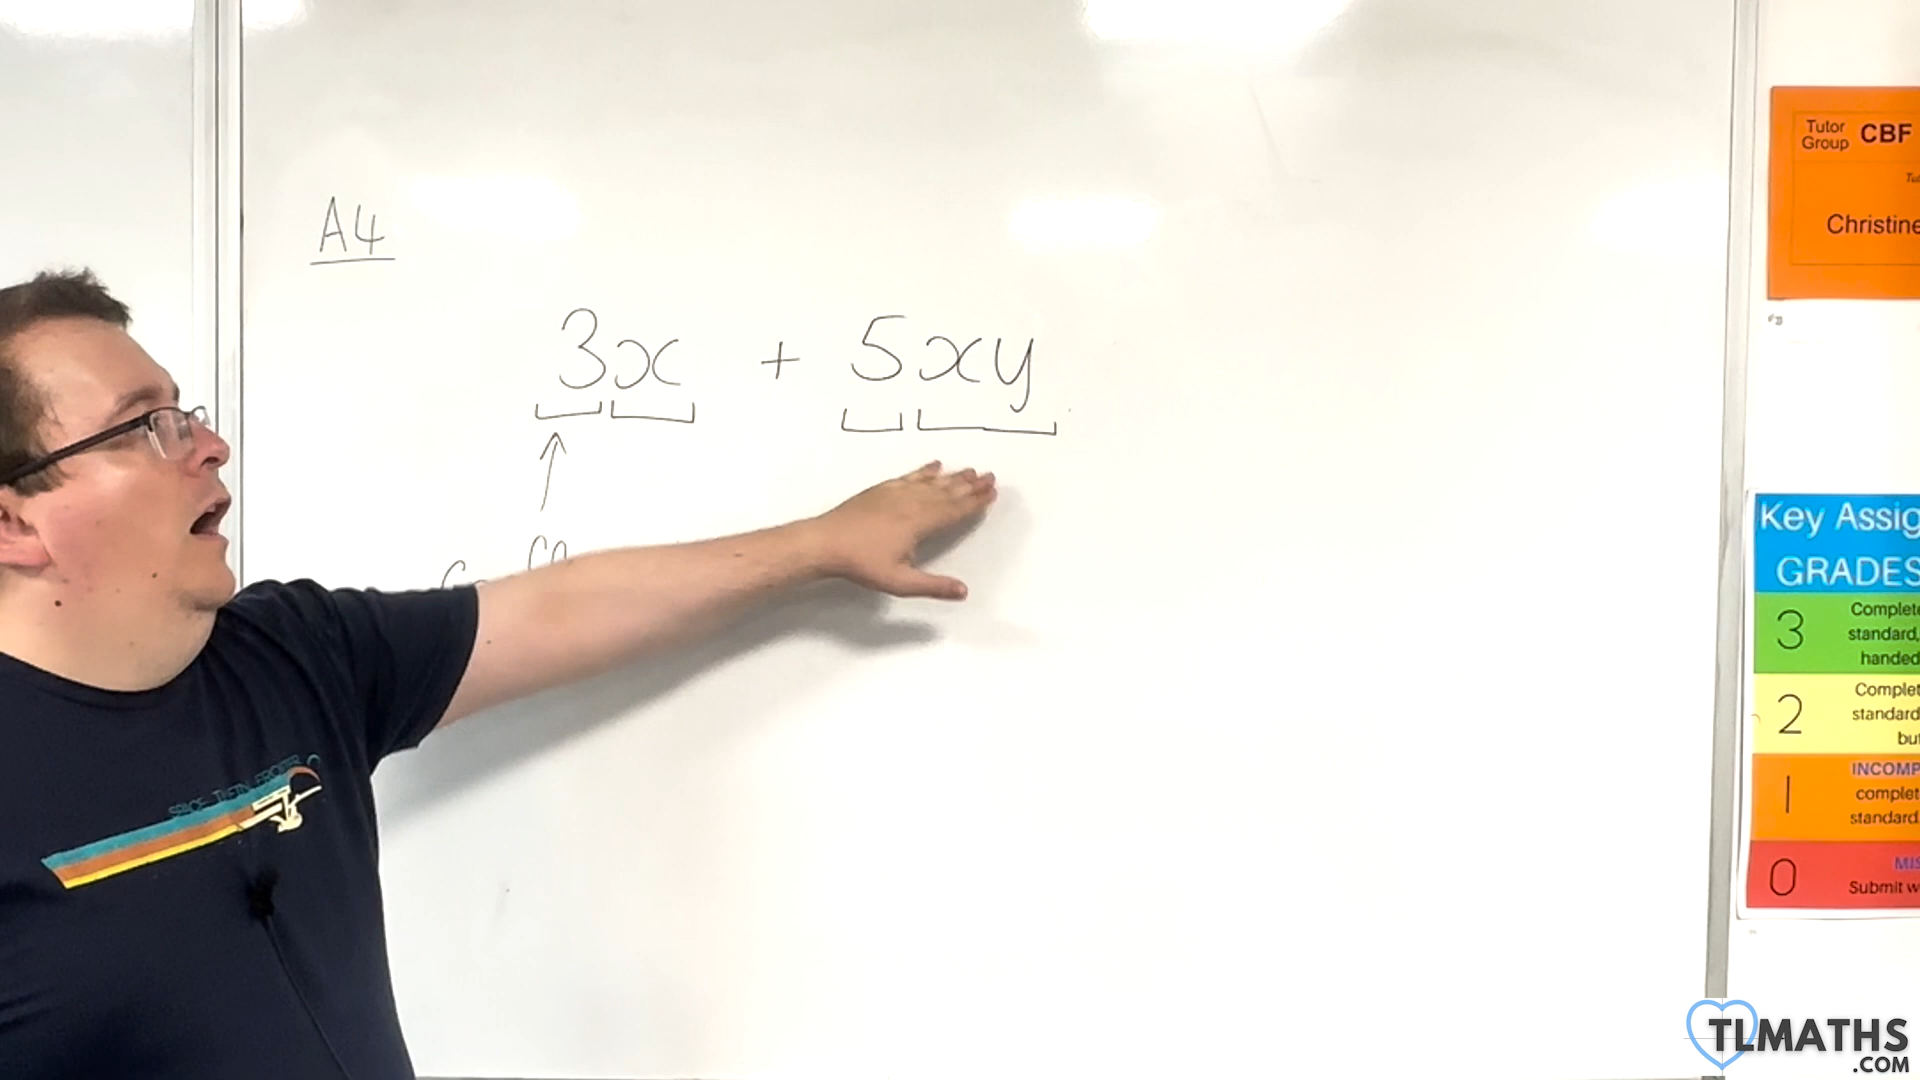 A4
3x + 5xy
Tutor Group CBF
Christine
Key Assig
GRADES
3 Complete
standard,
handed
2 Complet
standard
but
1 INCOMP
complet
standard.
0 MIS
Submit w
TLMATHS
.COM